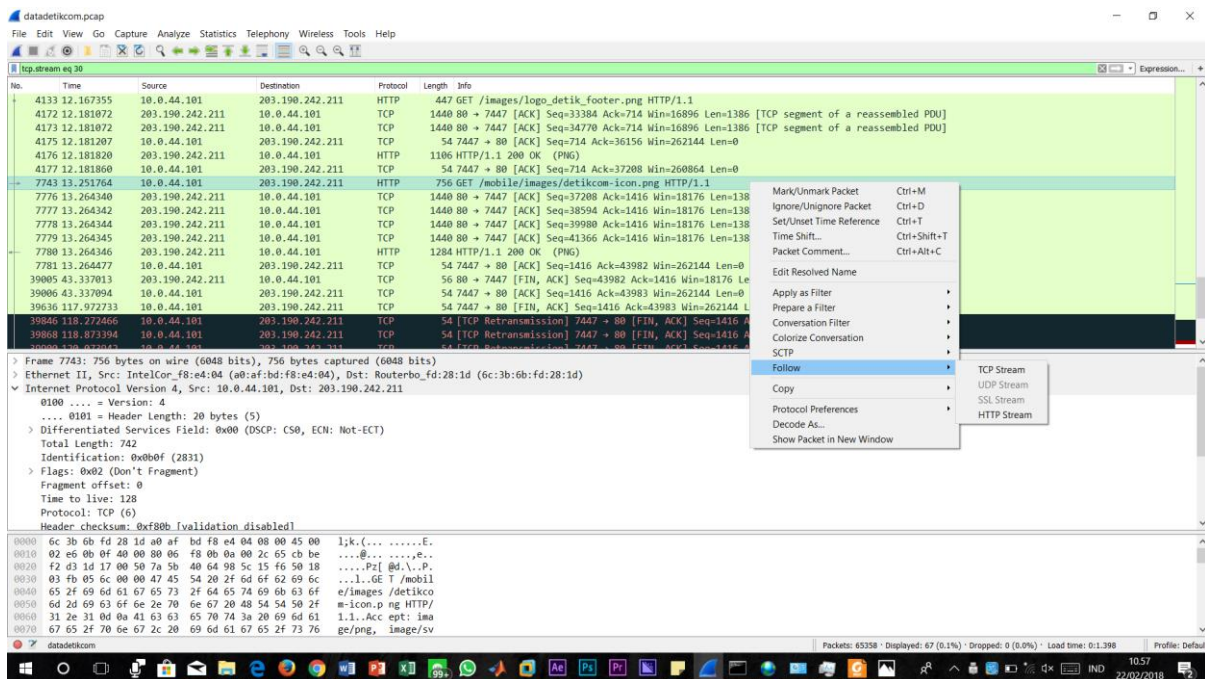 datadetikcom.pcap
File Edit View Go Capture Analyze Statistics Telephony Wireless Tools Help
tcp.stream eq 30
Expression... +
No. Time Source Destination Protocol Length Info
4133 12.167355 10.0.44.101 203.190.242.211 HTTP 447 GET /images/logo_detik_footer.png HTTP/1.1
4172 12.181072 203.190.242.211 10.0.44.101 TCP 1440 80 → 7447 [ACK] Seq=33384 Ack=714 Win=16896 Len=1386 [TCP segment of a reassembled PDU]
4173 12.181072 203.190.242.211 10.0.44.101 TCP 1440 80 → 7447 [ACK] Seq=34770 Ack=714 Win=16896 Len=1386 [TCP segment of a reassembled PDU]
4175 12.181207 10.0.44.101 203.190.242.211 TCP 54 7447 → 80 [ACK] Seq=714 Ack=36156 Win=262144 Len=0
4176 12.181820 203.190.242.211 10.0.44.101 HTTP 1106 HTTP/1.1 200 OK (PNG)
4177 12.181860 10.0.44.101 203.190.242.211 TCP 54 7447 → 80 [ACK] Seq=714 Ack=37208 Win=260864 Len=0
7743 13.251764 10.0.44.101 203.190.242.211 HTTP 756 GET /mobile/images/detikcom-icon.png HTTP/1.1
7776 13.264340 203.190.242.211 10.0.44.101 TCP 1440 80 → 7447 [ACK] Seq=37208 Ack=1416 Win=18176 Len=138
7777 13.264342 203.190.242.211 10.0.44.101 TCP 1440 80 → 7447 [ACK] Seq=38594 Ack=1416 Win=18176 Len=138
7778 13.264344 203.190.242.211 10.0.44.101 TCP 1440 80 → 7447 [ACK] Seq=39980 Ack=1416 Win=18176 Len=138
7779 13.264345 203.190.242.211 10.0.44.101 TCP 1440 80 → 7447 [ACK] Seq=41366 Ack=1416 Win=18176 Len=138
7780 13.264346 203.190.242.211 10.0.44.101 HTTP 1284 HTTP/1.1 200 OK (PNG)
7781 13.264477 10.0.44.101 203.190.242.211 TCP 54 7447 → 80 [ACK] Seq=1416 Ack=43982 Win=262144 Len=0
39005 43.337013 203.190.242.211 10.0.44.101 TCP 56 80 → 7447 [FIN, ACK] Seq=43982 Ack=1416 Win=18176 Le
39006 43.337094 10.0.44.101 203.190.242.211 TCP 54 7447 → 80 [ACK] Seq=1416 Ack=43983 Win=262144 Len=0
39636 117.972733 10.0.44.101 203.190.242.211 TCP 54 7447 → 80 [FIN, ACK] Seq=1416 Ack=43983 Win=262144 L
39846 118.272466 10.0.44.101 203.190.242.211 TCP 54 [TCP Retransmission] 7447 → 80 [FIN, ACK] Seq=1416 A
39868 118.873394 10.0.44.101 203.190.242.211 TCP 54 [TCP Retransmission] 7447 → 80 [FIN, ACK] Seq=1416 A
Mark/Unmark Packet Ctrl+M
Ignore/Unignore Packet Ctrl+D
Set/Unset Time Reference Ctrl+T
Time Shift... Ctrl+Shift+T
Packet Comment... Ctrl+Alt+C
Edit Resolved Name
Apply as Filter
Prepare a Filter
Conversation Filter
Colorize Conversation
SCTP
Follow
Copy
Protocol Preferences
Decode As...
Show Packet in New Window
TCP Stream
UDP Stream
SSL Stream
HTTP Stream
Frame 7743: 756 bytes on wire (6048 bits), 756 bytes captured (6048 bits)
Ethernet II, Src: IntelCor_f8:e4:04 (a0:af:bd:f8:e4:04), Dst: Routerbo_fd:28:1d (6c:3b:6b:fd:28:1d)
Internet Protocol Version 4, Src: 10.0.44.101, Dst: 203.190.242.211
0100 .... = Version: 4
.... 0101 = Header Length: 20 bytes (5)
Differentiated Services Field: 0x00 (DSCP: CS0, ECN: Not-ECT)
Total Length: 742
Identification: 0x0b0f (2831)
Flags: 0x02 (Don't Fragment)
Fragment offset: 0
Time to live: 128
Protocol: TCP (6)
Header checksum: 0xf80b [validation disabled]
0000 6c 3b 6b fd 28 1d a0 af bd f8 e4 04 08 00 45 00 l;k.(... ......E.
0010 02 e6 0b 0f 40 00 80 06 f8 0b 0a 00 2c 65 cb be ....@... ....,e..
0020 f2 d3 1d 17 00 50 7a 5b 40 64 98 5c 15 f6 50 18 .....Pz[ @d.\..P.
0030 03 fb 05 6c 00 00 47 45 54 20 2f 6d 6f 62 69 6c ...l..GE T /mobil
0040 65 2f 69 6d 61 67 65 73 2f 64 65 74 69 6b 63 6f e/images /detikco
0050 6d 2d 69 63 6f 6e 2e 70 6e 67 20 48 54 54 50 2f m-icon.p ng HTTP/
0060 31 2e 31 0d 0a 41 63 63 65 70 74 3a 20 69 6d 61 1.1..Acc ept: ima
0070 67 65 2f 70 6e 67 2c 20 69 6d 61 67 65 2f 73 76 ge/png, image/sv
datadetikcom
Packets: 65358 · Displayed: 67 (0.1%) · Dropped: 0 (0.0%) · Load time: 0:1.398
Profile: Defaul
99+
Ae
Ps
Pr
IND
10.57
22/02/2018